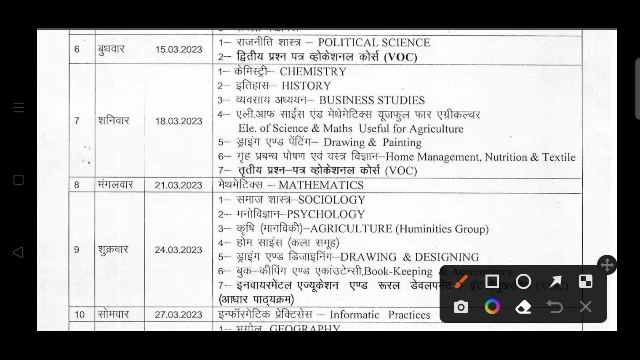 6 बुधवार 15.03.2023 1– राजनीति शास्त्र – POLITICAL SCIENCE
2– द्वितीय प्रश्न पत्र व्होकेशनल कोर्स (VOC)
7 शनिवार 18.03.2023 1– केमिस्ट्री – CHEMISTRY
2– इतिहास – HISTORY
3– व्यवसाय अध्ययन – BUSINESS STUDIES
4– एली.आफ साईंस एंड मेथेमेटिक्स यूजफुल फार एग्रीकल्चर
Ele. of Science & Maths Useful for Agriculture
5– ड्राइंग एण्ड पेंटिंग – Drawing & Painting
6– गृह प्रबन्ध पोषण एवं वस्त्र विज्ञान – Home Management, Nutrition & Textile
7– तृतीय प्रश्न–पत्र व्होकेशनल कोर्स (VOC)
8 मंगलवार 21.03.2023 मेथमेटिक्स – MATHEMATICS
9 शुक्रवार 24.03.2023 1– समाज शास्त्र – SOCIOLOGY
2– मनोविज्ञान – PSYCHOLOGY
3– कृषि (मानविकी) – AGRICULTURE (Huminities Group)
4– होम साइंस (कला समूह)
5– ड्राइंग एण्ड डिजाइनिंग – DRAWING & DESIGNING
6– बुक–कीपिंग एण्ड एकांउटेन्सी, Book-Keeping & Accountancy
7– इनवायरमेंटल एज्यूकेशन एण्ड रूरल डेवलपमेंट
(आधार पाठ्यक्रम)
10 सोमवार 27.03.2023 इन्फॉरमेटिक प्रेक्टिसेस – Informatic Practices
1– भूगोल GEOGRAPHY